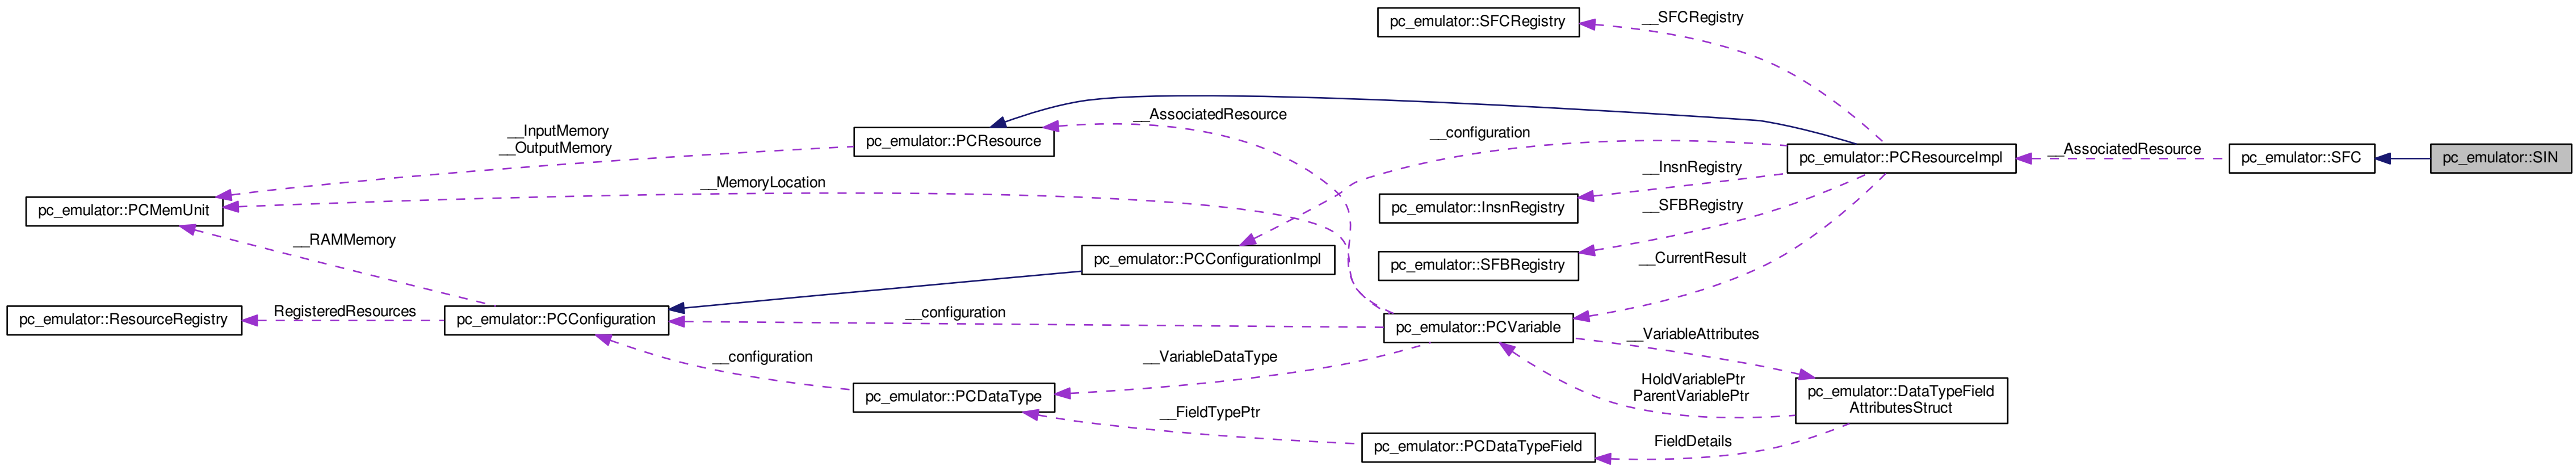 pc_emulator::SFCRegistry
__SFCRegistry
__AssociatedResource
__InputMemory
__OutputMemory
pc_emulator::PCResource
__configuration
pc_emulator::PCResourceImpl
__AssociatedResource
pc_emulator::SFC
pc_emulator::SIN
__InsnRegistry
__MemoryLocation
pc_emulator::PCMemUnit
pc_emulator::InsnRegistry
__SFBRegistry
__RAMMemory
pc_emulator::PCConfigurationImpl
pc_emulator::SFBRegistry
__CurrentResult
pc_emulator::ResourceRegistry
RegisteredResources
pc_emulator::PCConfiguration
__configuration
pc_emulator::PCVariable
__VariableAttributes
__configuration
__VariableDataType
HoldVariablePtr
ParentVariablePtr
pc_emulator::DataTypeField
AttributesStruct
pc_emulator::PCDataType
__FieldTypePtr
pc_emulator::PCDataTypeField
FieldDetails